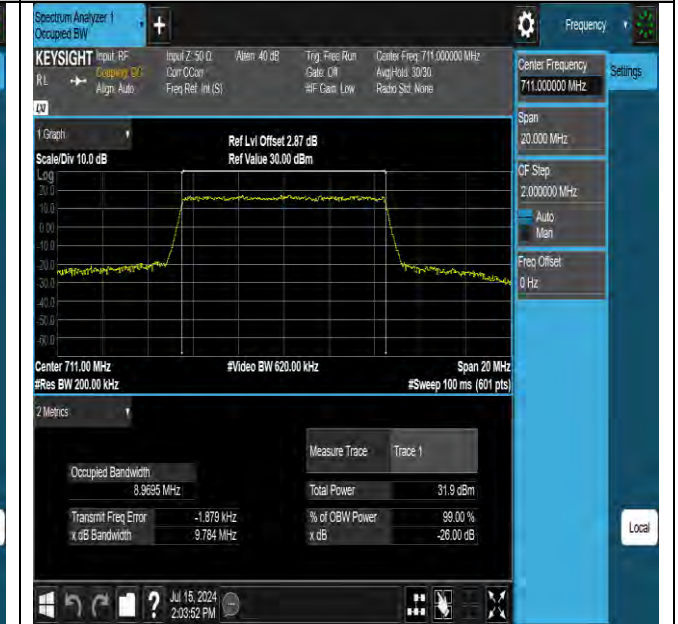 Spectrum Analyzer 1
Occupied BW
+
Frequency
KEYSIGHT Input: RF Input Z: 50 Ω Atten: 40 dB Trig: Free Run Center Freq: 711.000000 MHz
RL Coupling: DC Corr CCorr Gate: Off Avg|Hold: 30/30
Align: Auto Freq Ref: Int (S) #IF Gain: Low Radio Std: None
LXI
Center Frequency
711.000000 MHz
Settings
Span
20.000 MHz
CF Step
2.000000 MHz
Auto
Man
Freq Offset
0 Hz
1 Graph
Ref Lvl Offset 2.87 dB
Scale/Div 10.0 dB Ref Value 30.00 dBm
Log
20.0
10.0
0.00
-10.0
-20.0
-30.0
-40.0
-50.0
-60.0
Center 711.00 MHz #Video BW 620.00 kHz Span 20 MHz
#Res BW 200.00 kHz #Sweep 100 ms (601 pts)
2 Metrics
Measure Trace Trace 1
Occupied Bandwidth
8.9695 MHz
Total Power 31.9 dBm
Transmit Freq Error -1.879 kHz % of OBW Power 99.00 %
x dB Bandwidth 9.784 MHz x dB -26.00 dB
Local
? Jul 15, 2024
2:03:52 PM